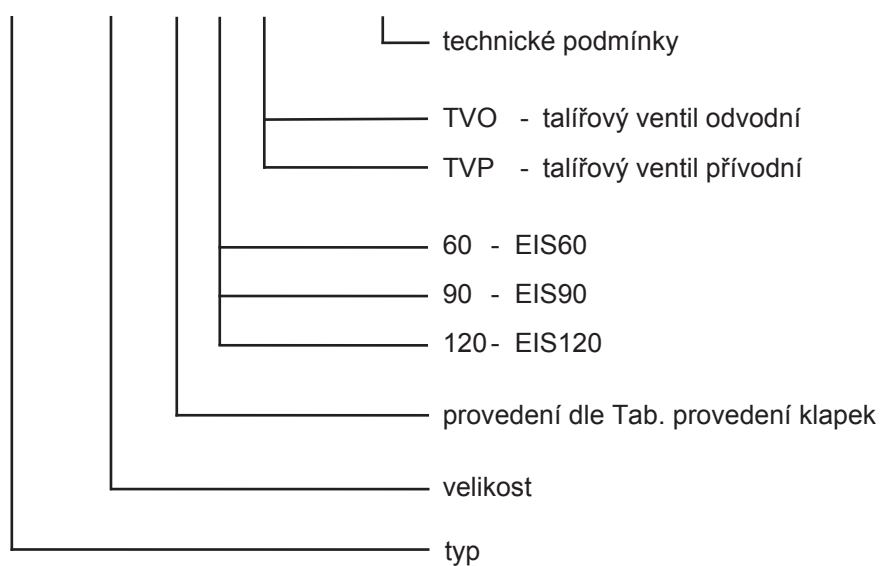 technické podmínky
TVO - talířový ventil odvodní
TVP - talířový ventil přívodní
60 - EIS60
90 - EIS90
120- EIS120
provedení dle Tab. provedení klapek
velikost
typ